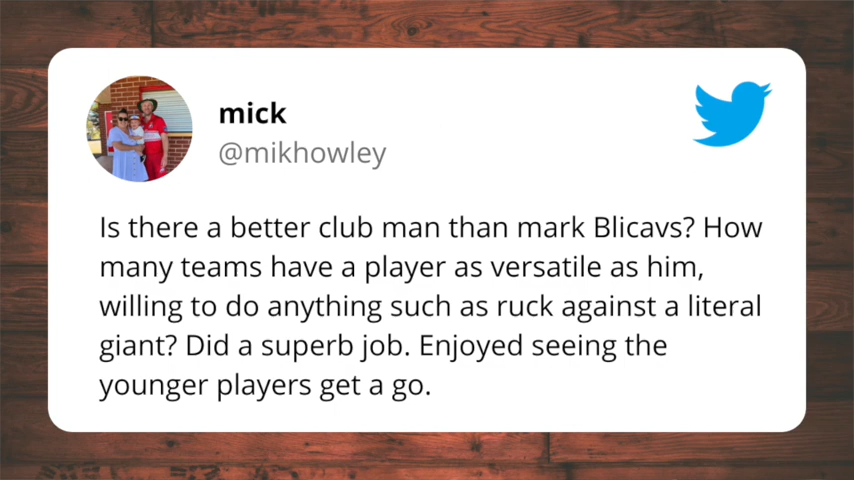 mick
@mikhowley
Is there a better club man than mark Blicavs? How
many teams have a player as versatile as him,
willing to do anything such as ruck against a literal
giant? Did a superb job. Enjoyed seeing the
younger players get a go.